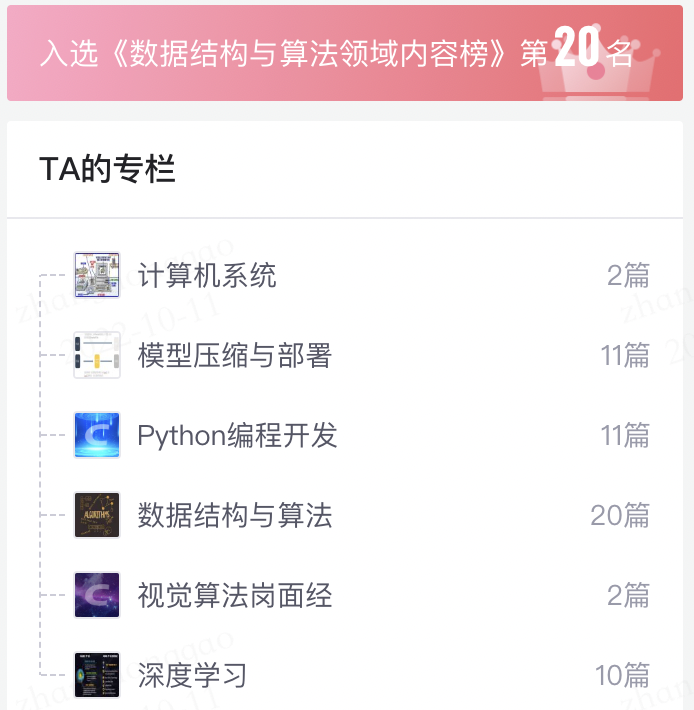 入选《数据结构与算法领域内容榜》第20名
TA的专栏
计算机系统 2篇
模型压缩与部署 11篇
Python编程开发 11篇
数据结构与算法 20篇
ALGORITHMS
视觉算法岗面经 2篇
深度学习 10篇